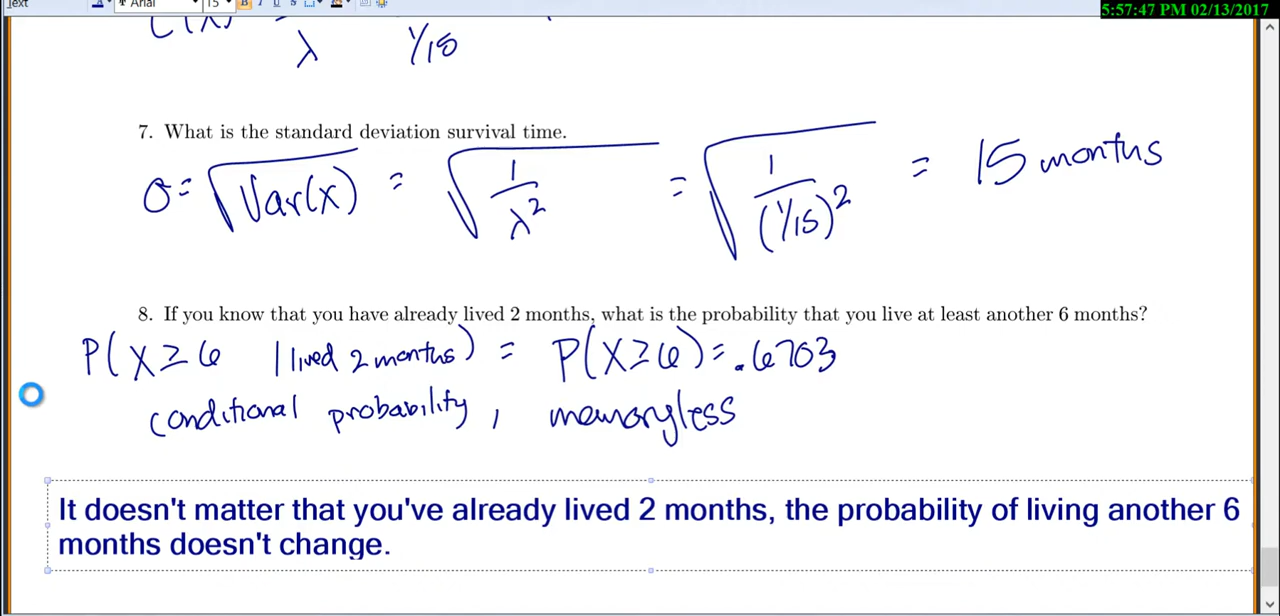 Text Arial 15 B I U S
5:57:47 PM 02/13/2017
λ 1/15
7. What is the standard deviation survival time.
σ = √Var(X) = √1/λ² = √1/(1/15)² = 15 months
8. If you know that you have already lived 2 months, what is the probability that you live at least another 6 months?
P(X ≥ 6 | lived 2 months) = P(X ≥ 6) = .6703
conditional probability, memoryless
It doesn't matter that you've already lived 2 months, the probability of living another 6
months doesn't change.